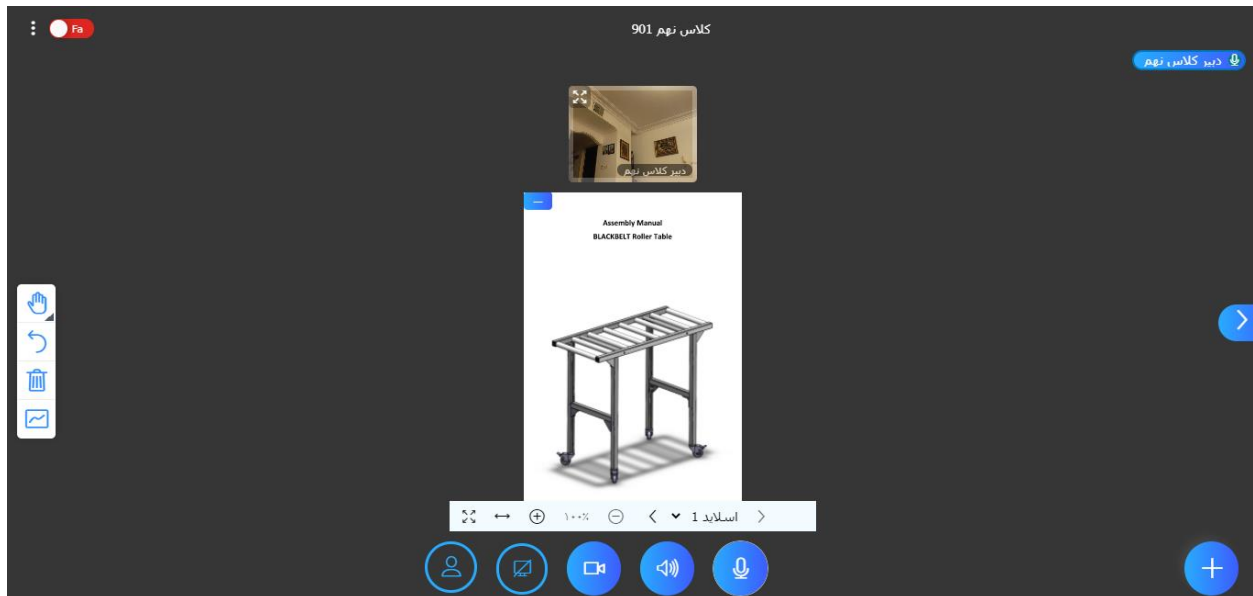 Fa
کلاس نهم 901
دبیر کلاس نهم
دبیر کلاس نهم
Assembly Manual
BLACKBELT Roller Table
اسلاید 1
۱۰۰%